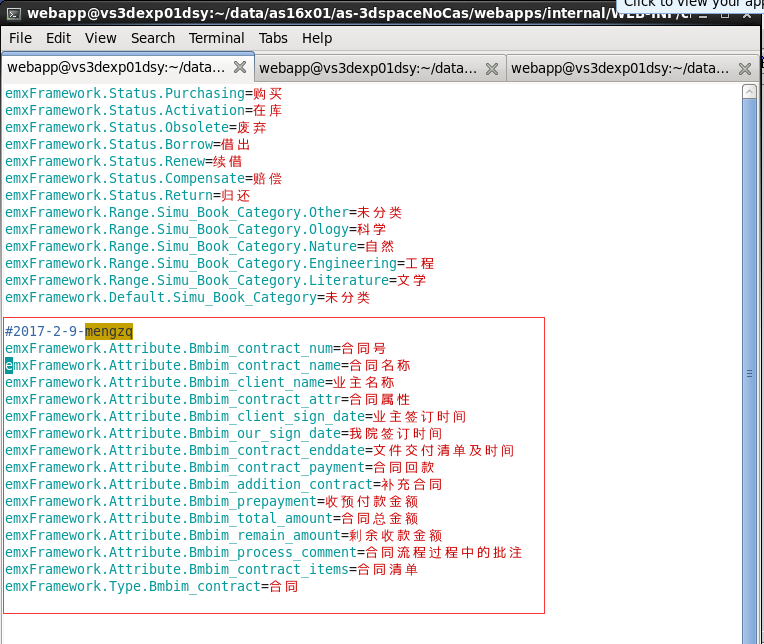 webapp@vs3dexp01dsy:~/data/as16x01/as-3dspaceNoCas/webapps/internal/WEB-INF/c
Click to view your app
File Edit View Search Terminal Tabs Help
webapp@vs3dexp01dsy:~/data... webapp@vs3dexp01dsy:~/data... webapp@vs3dexp01dsy:~/data...
emxFramework.Status.Purchasing=购买
emxFramework.Status.Activation=在库
emxFramework.Status.Obsolete=废弃
emxFramework.Status.Borrow=借出
emxFramework.Status.Renew=续借
emxFramework.Status.Compensate=赔偿
emxFramework.Status.Return=归还
emxFramework.Range.Simu_Book_Category.Other=未分类
emxFramework.Range.Simu_Book_Category.Ology=科学
emxFramework.Range.Simu_Book_Category.Nature=自然
emxFramework.Range.Simu_Book_Category.Engineering=工程
emxFramework.Range.Simu_Book_Category.Literature=文学
emxFramework.Default.Simu_Book_Category=未分类
#2017-2-9-mengzq
emxFramework.Attribute.Bmbim_contract_num=合同号
emxFramework.Attribute.Bmbim_contract_name=合同名称
emxFramework.Attribute.Bmbim_client_name=业主名称
emxFramework.Attribute.Bmbim_contract_attr=合同属性
emxFramework.Attribute.Bmbim_client_sign_date=业主签订时间
emxFramework.Attribute.Bmbim_our_sign_date=我院签订时间
emxFramework.Attribute.Bmbim_contract_enddate=文件交付清单及时间
emxFramework.Attribute.Bmbim_contract_payment=合同回款
emxFramework.Attribute.Bmbim_addition_contract=补充合同
emxFramework.Attribute.Bmbim_prepayment=收预付款金额
emxFramework.Attribute.Bmbim_total_amount=合同总金额
emxFramework.Attribute.Bmbim_remain_amount=剩余收款金额
emxFramework.Attribute.Bmbim_process_comment=合同流程过程中的批注
emxFramework.Attribute.Bmbim_contract_items=合同清单
emxFramework.Type.Bmbim_contract=合同